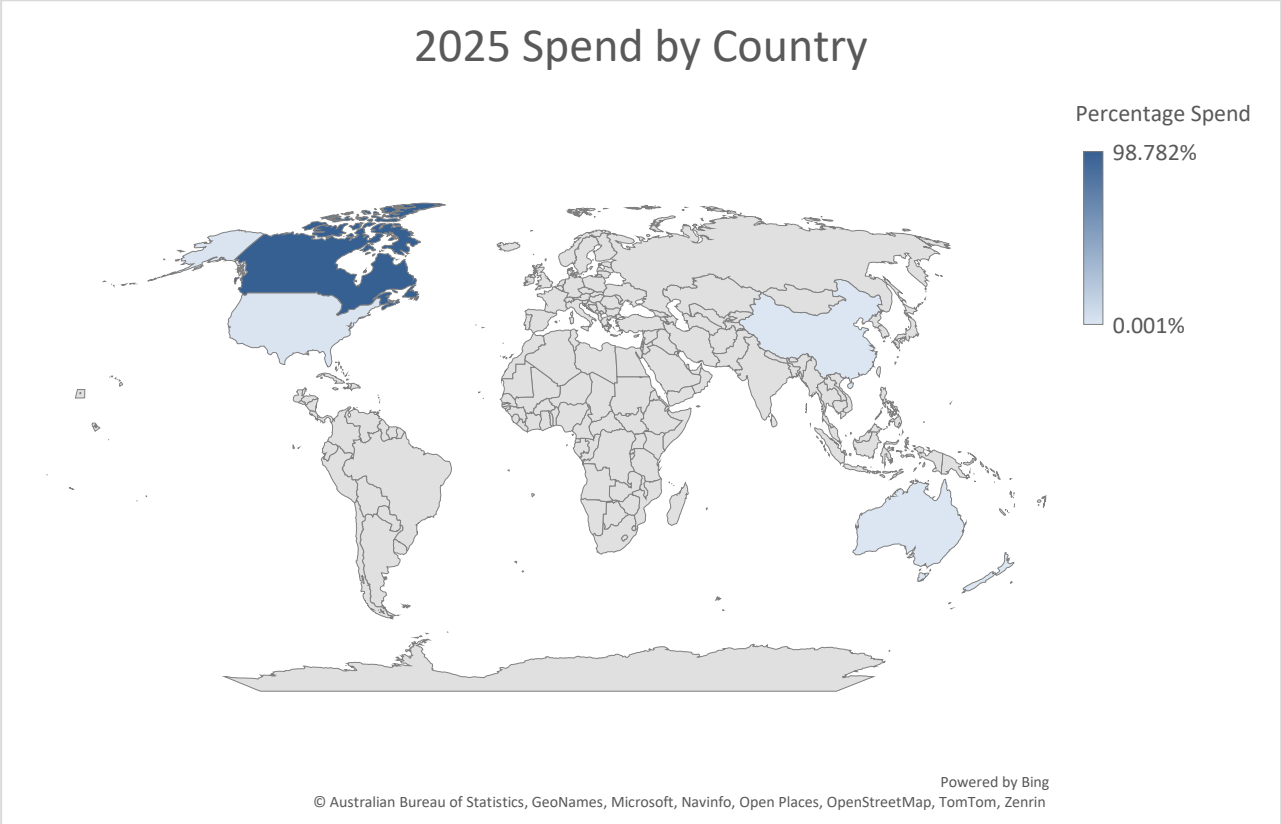 2025 Spend by Country
Percentage Spend
98.782%
0.001%
Powered by Bing
© Australian Bureau of Statistics, GeoNames, Microsoft, Navinfo, Open Places, OpenStreetMap, TomTom, Zenrin